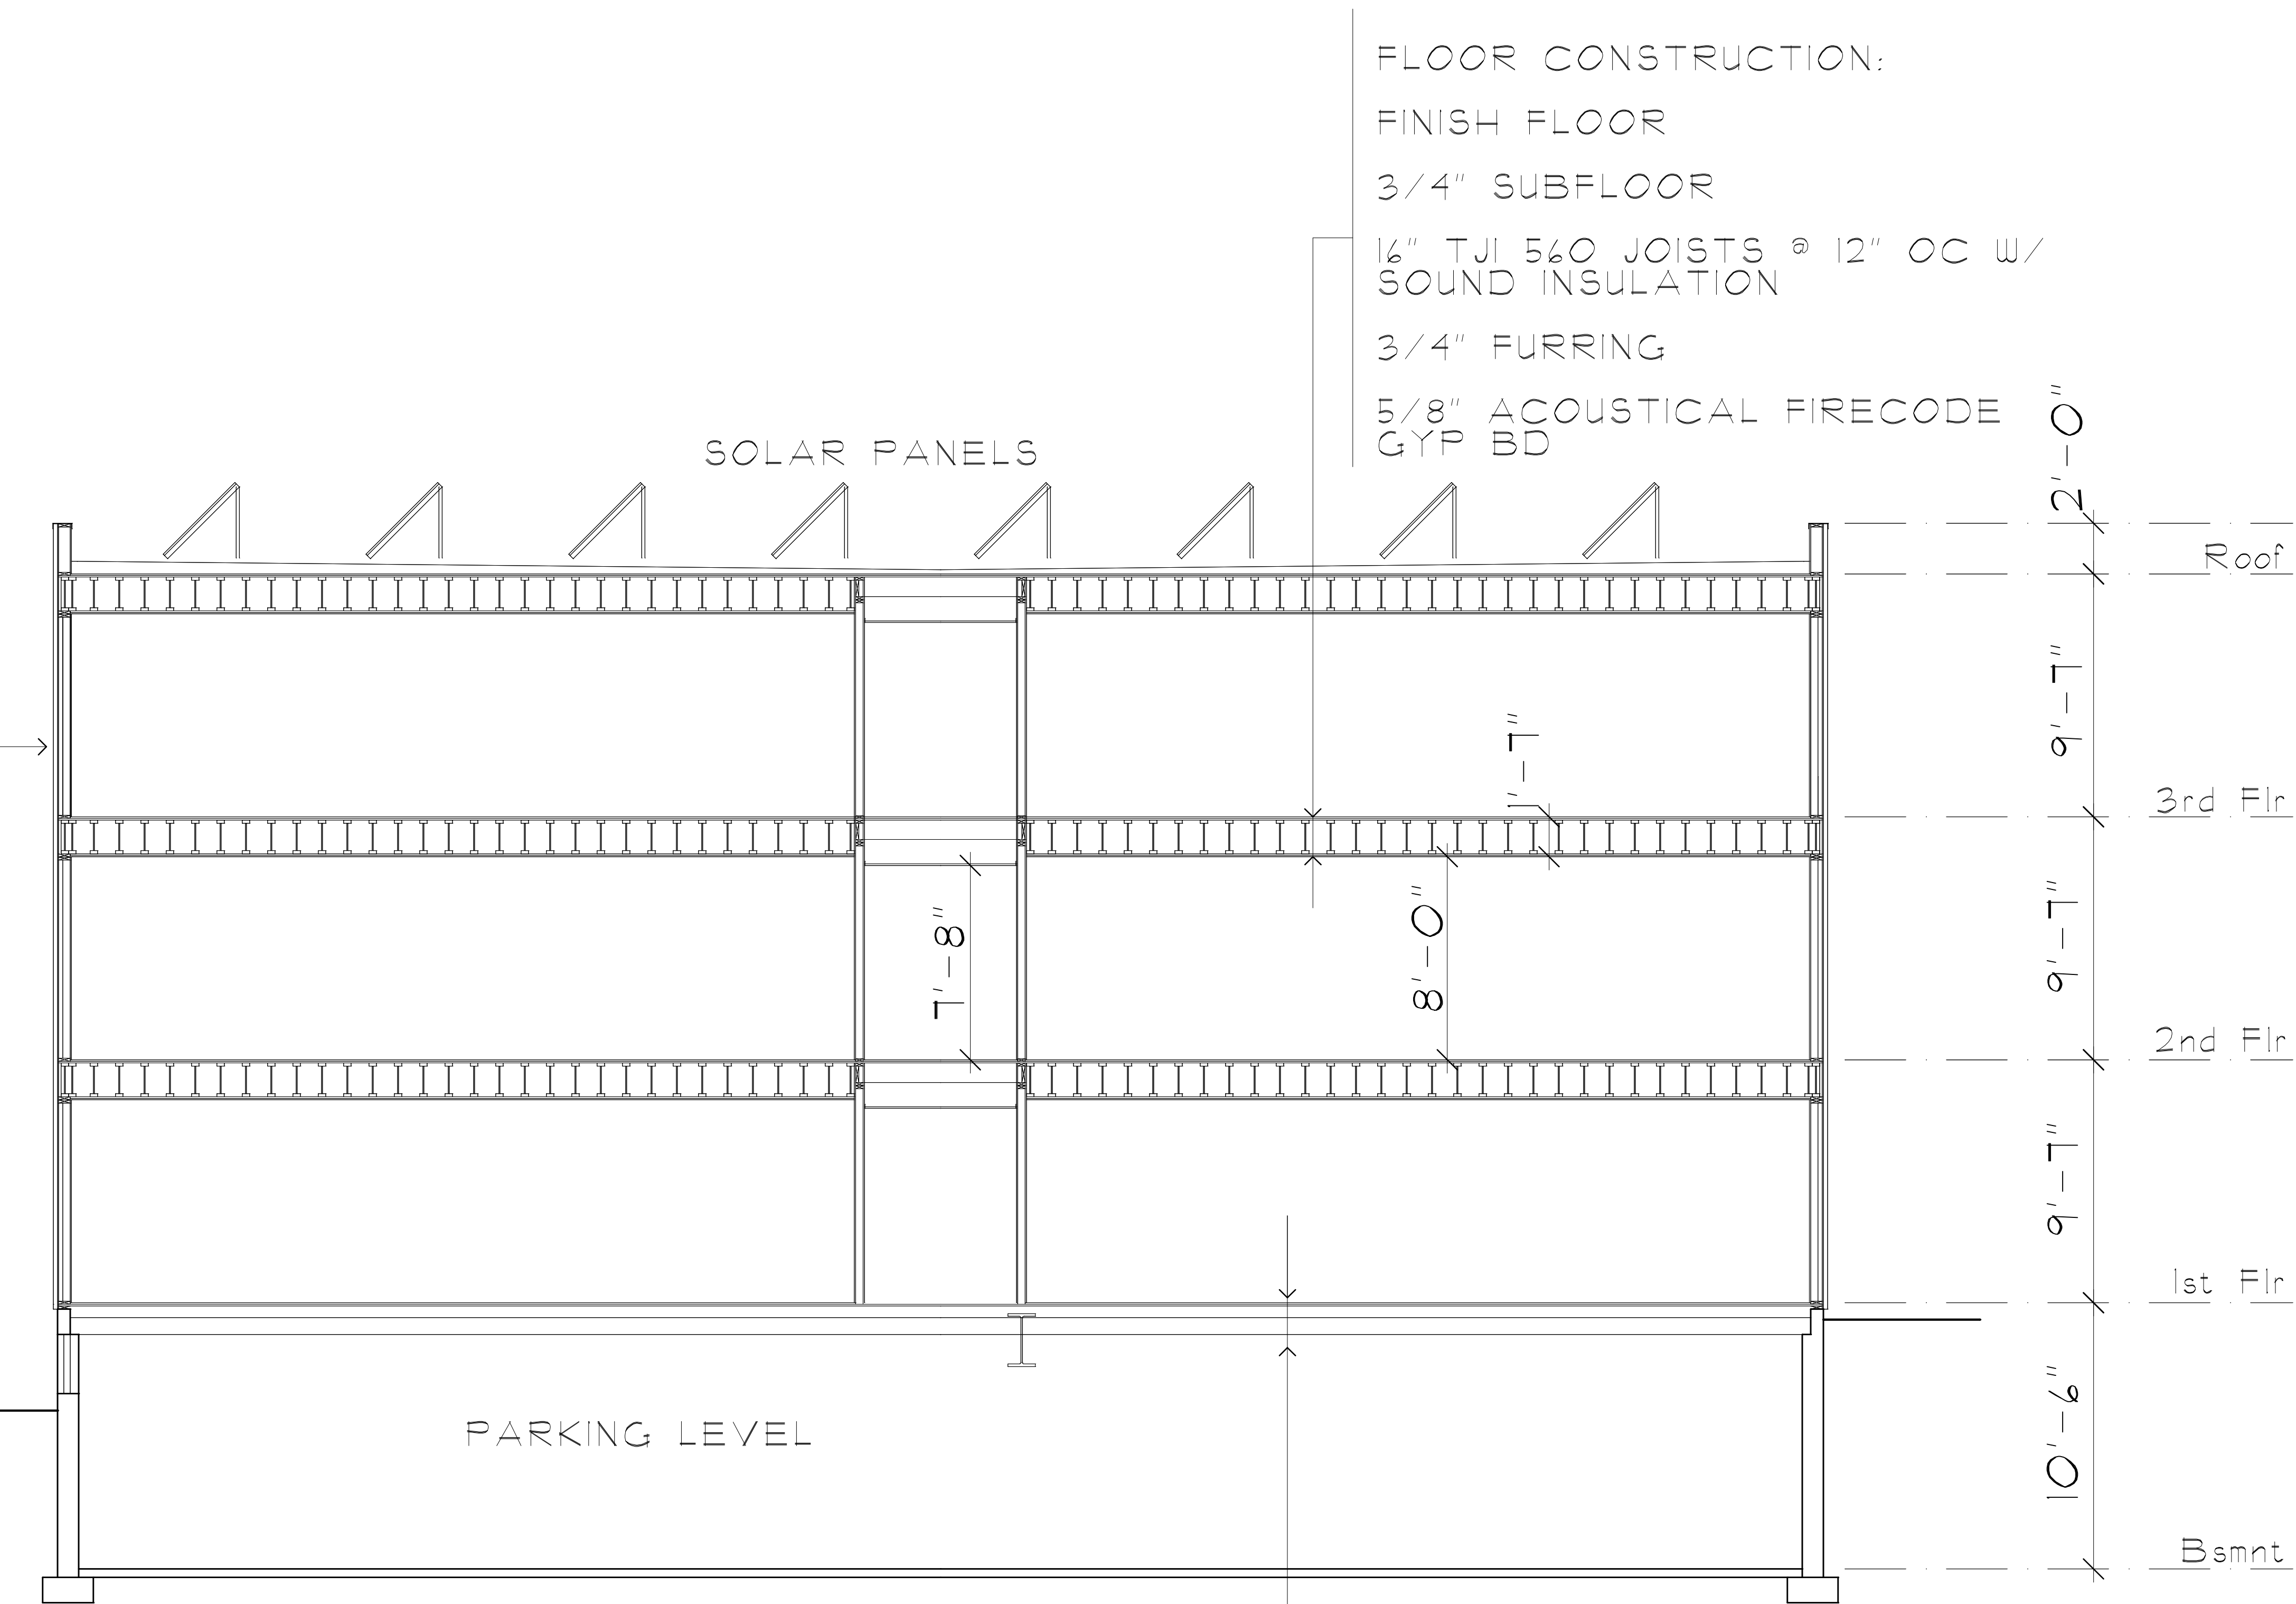 FLOOR CONSTRUCTION:
FINISH FLOOR
3/4" SUBFLOOR
16" TJI 560 JOISTS @ 12" OC W/
SOUND INSULATION
3/4" FURRING
5/8" ACOUSTICAL FIRECODE
GYP BD
SOLAR PANELS
2'-0"
Roof
9'-7"
1'-7"
3rd Flr
7'-8"
8'-0"
9'-7"
2nd Flr
9'-7"
1st Flr
PARKING LEVEL
10'-6"
Bsmnt